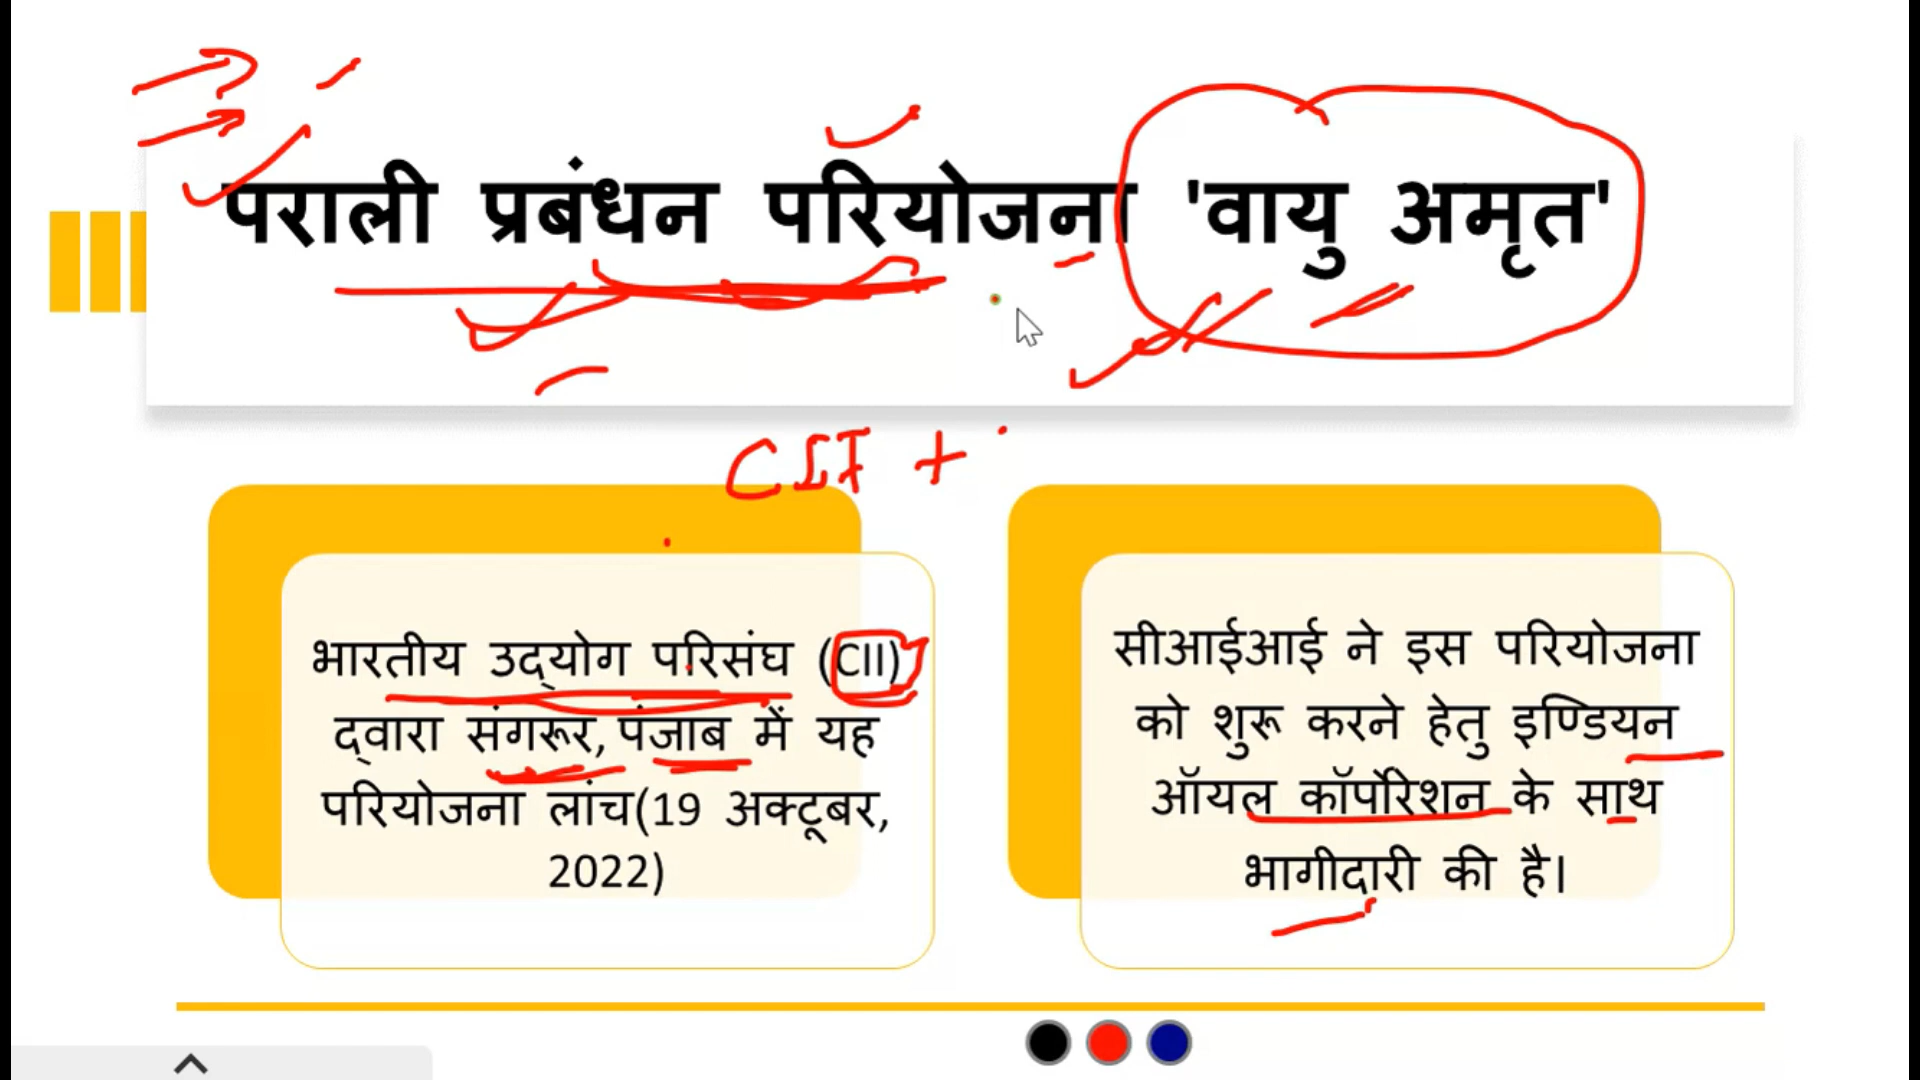 पराली प्रबंधन परियोजना 'वायु अमृत'
CII +
भारतीय उद्योग परिसंघ (CII)
द्वारा संगरूर, पंजाब में यह
परियोजना लांच(19 अक्टूबर,
2022)
सीआईआई ने इस परियोजना
को शुरू करने हेतु इण्डियन
ऑयल कॉर्पोरेशन के साथ
भागीदारी की है।